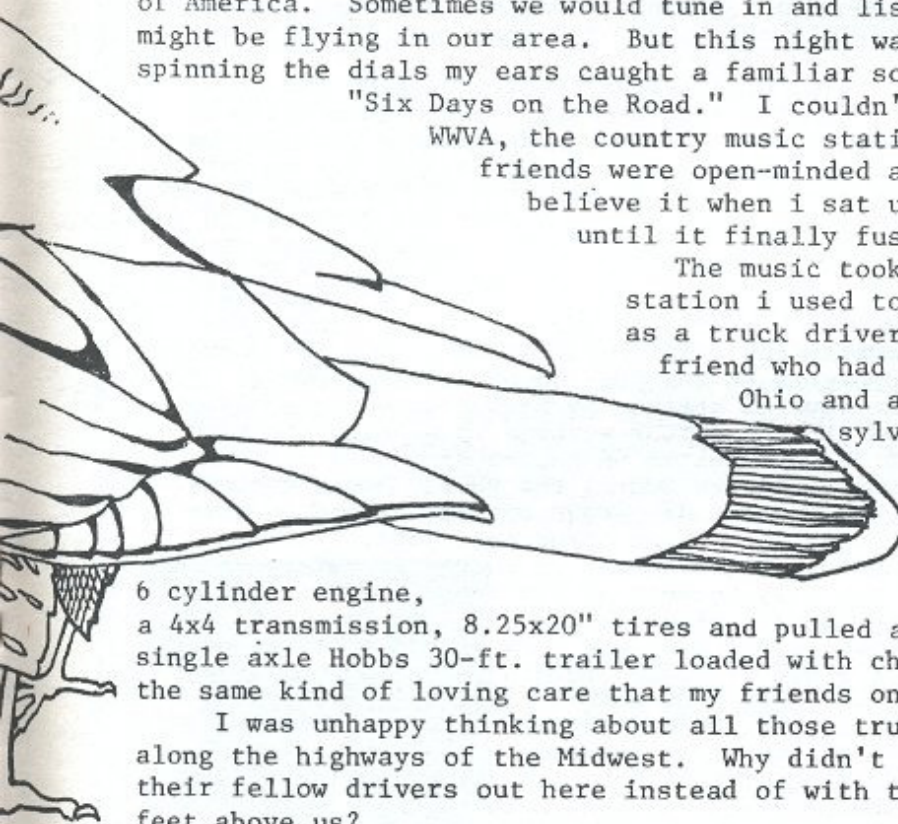 of America.  Sometimes we would tune in and lis
might be flying in our area.  But this night wa
spinning the dials my ears caught a familiar so
"Six Days on the Road."  I couldn'
WWVA, the country music stati
friends were open-minded a
believe it when i sat u
until it finally fus
The music took
station i used to
as a truck driver
friend who had
Ohio and a
sylv
6 cylinder engine,
a 4x4 transmission, 8.25x20" tires and pulled a
single axle Hobbs 30-ft. trailer loaded with ch
the same kind of loving care that my friends on
I was unhappy thinking about all those tru
along the highways of the Midwest.  Why didn't
their fellow drivers out here instead of with t
feet above us?